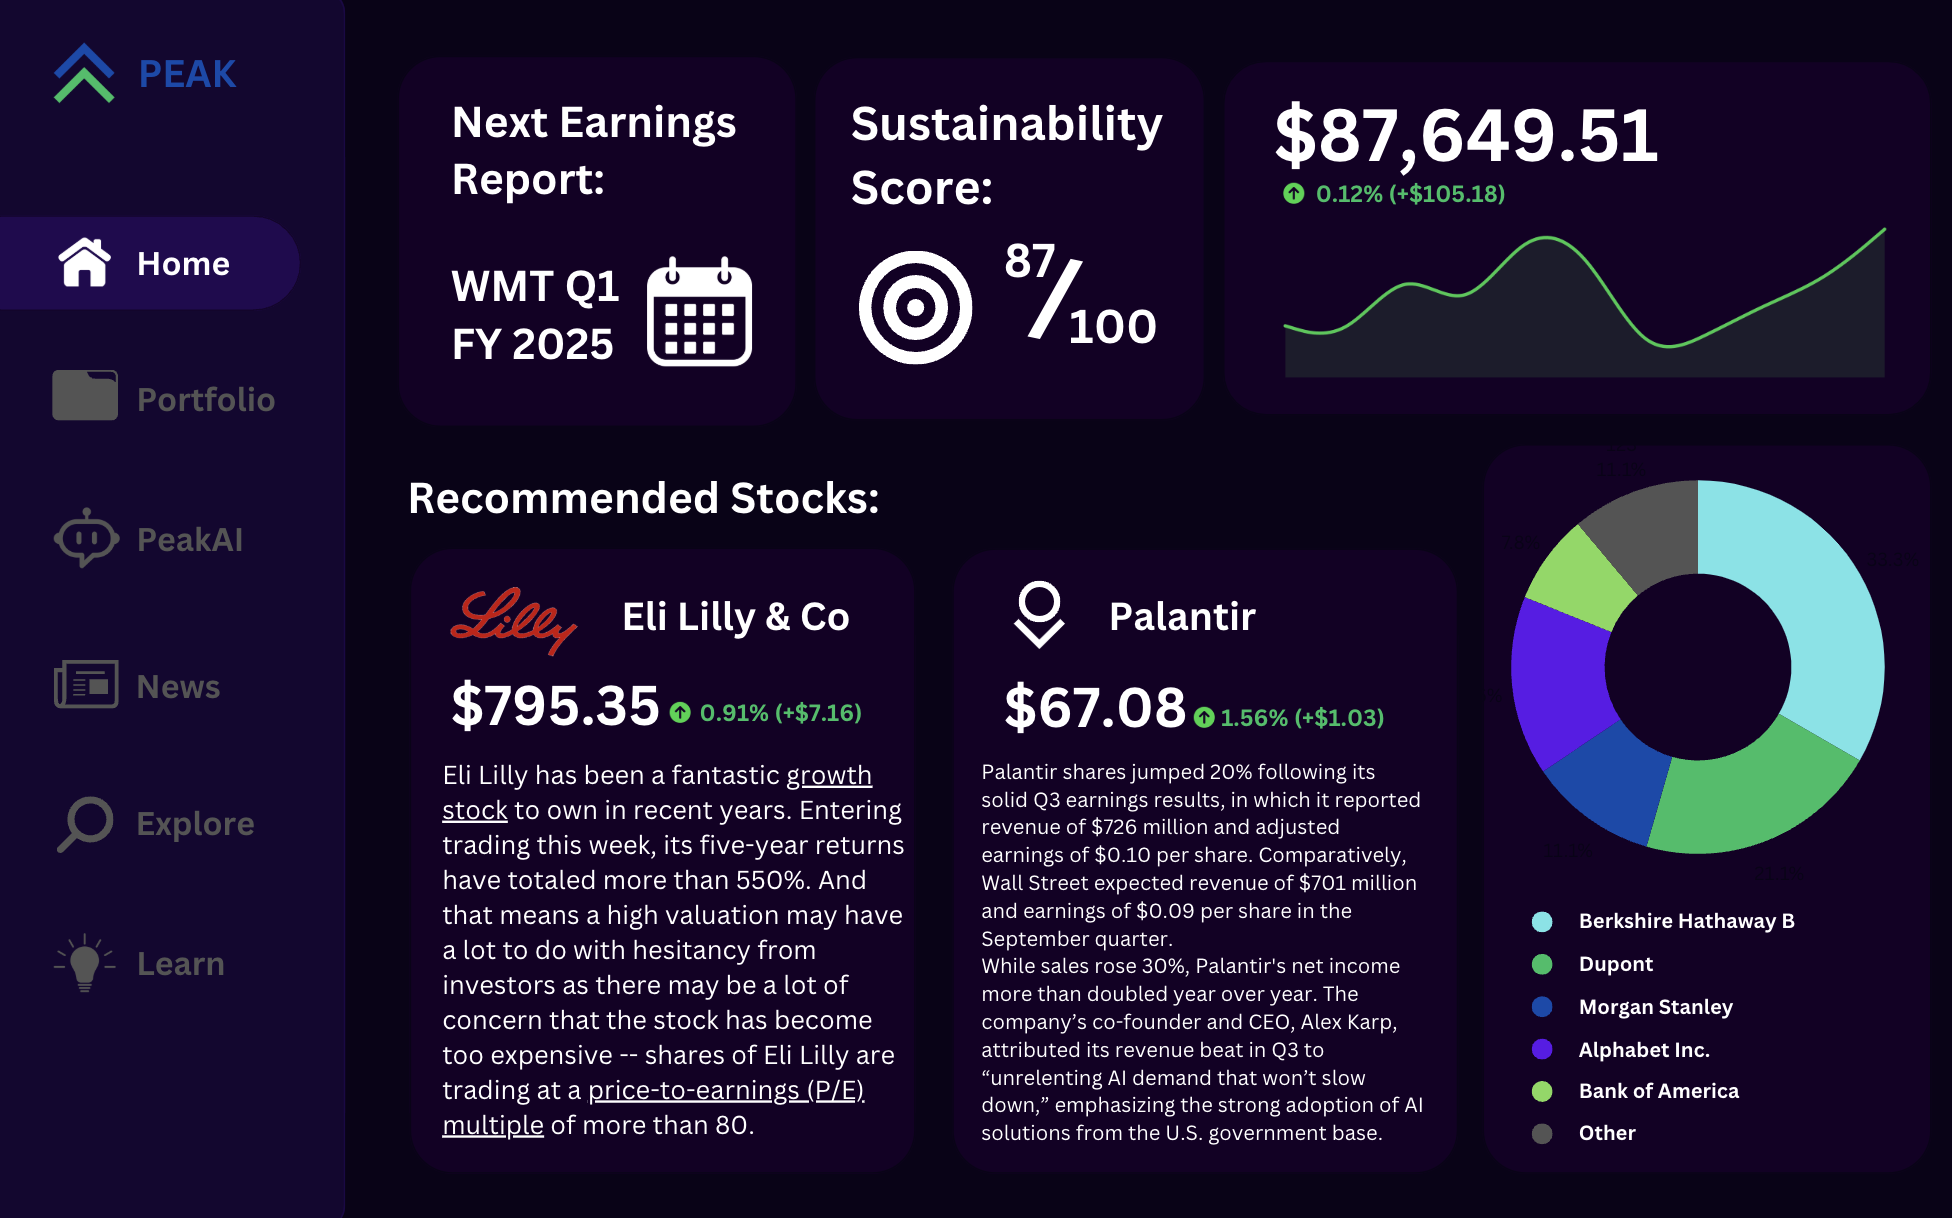 PEAK
Home
Portfolio
PeakAI
News
Explore
Learn
Next Earnings
Report:
WMT Q1
FY 2025
Sustainability
Score:
87/100
$87,649.51
0.12% (+$105.18)
Recommended Stocks:
Lilly
Eli Lilly & Co
$795.35
0.91% (+$7.16)
Eli Lilly has been a fantastic growth
stock to own in recent years. Entering
trading this week, its five-year returns
have totaled more than 550%. And
that means a high valuation may have
a lot to do with hesitancy from
investors as there may be a lot of
concern that the stock has become
too expensive -- shares of Eli Lilly are
trading at a price-to-earnings (P/E)
multiple of more than 80.
Palantir
$67.08
1.56% (+$1.03)
Palantir shares jumped 20% following its
solid Q3 earnings results, in which it reported
revenue of $726 million and adjusted
earnings of $0.10 per share. Comparatively,
Wall Street expected revenue of $701 million
and earnings of $0.09 per share in the
September quarter.
While sales rose 30%, Palantir's net income
more than doubled year over year. The
company’s co-founder and CEO, Alex Karp,
attributed its revenue beat in Q3 to
“unrelenting AI demand that won’t slow
down,” emphasizing the strong adoption of AI
solutions from the U.S. government base.
Berkshire Hathaway B
Dupont
Morgan Stanley
Alphabet Inc.
Bank of America
Other